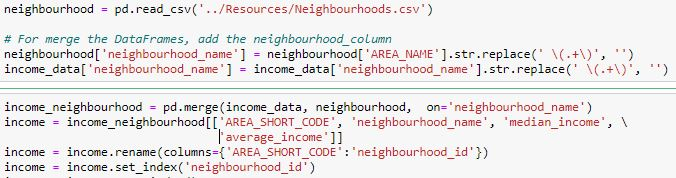 neighbourhood = pd.read_csv('../Resources/Neighbourhoods.csv')
# For merge the DataFrames, add the neighbourhood_column
neighbourhood['neighbourhood_name'] = neighbourhood['AREA_NAME'].str.replace(' \(.+\)', '')
income_data['neighbourhood_name'] = income_data['neighbourhood_name'].str.replace(' \(.+\)', '')
income_neighbourhood = pd.merge(income_data, neighbourhood,  on='neighbourhood_name')
income = income_neighbourhood[['AREA_SHORT_CODE', 'neighbourhood_name', 'median_income', \
'average_income']]
income = income.rename(columns={'AREA_SHORT_CODE':'neighbourhood_id'})
income = income.set_index('neighbourhood_id')